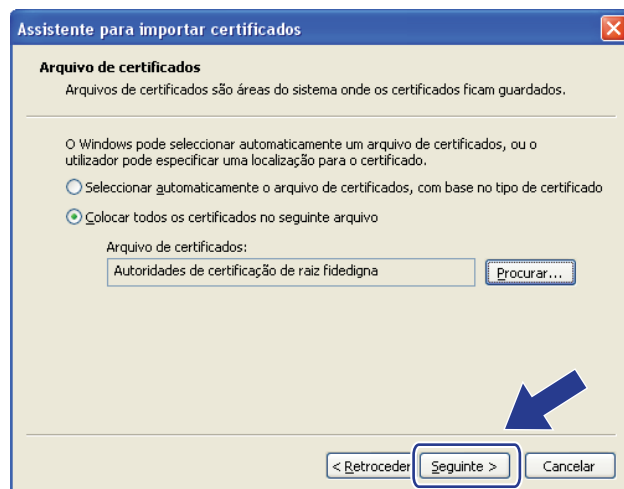 Assistente para importar certificados
Arquivo de certificados
Arquivos de certificados são áreas do sistema onde os certificados ficam guardados.
O Windows pode seleccionar automaticamente um arquivo de certificados, ou o
utilizador pode especificar uma localização para o certificado.
Seleccionar automaticamente o arquivo de certificados, com base no tipo de certificado
Colocar todos os certificados no seguinte arquivo
Arquivo de certificados:
Autoridades de certificação de raiz fidedigna
Procurar...
< Retroceder
Seguinte >
Cancelar